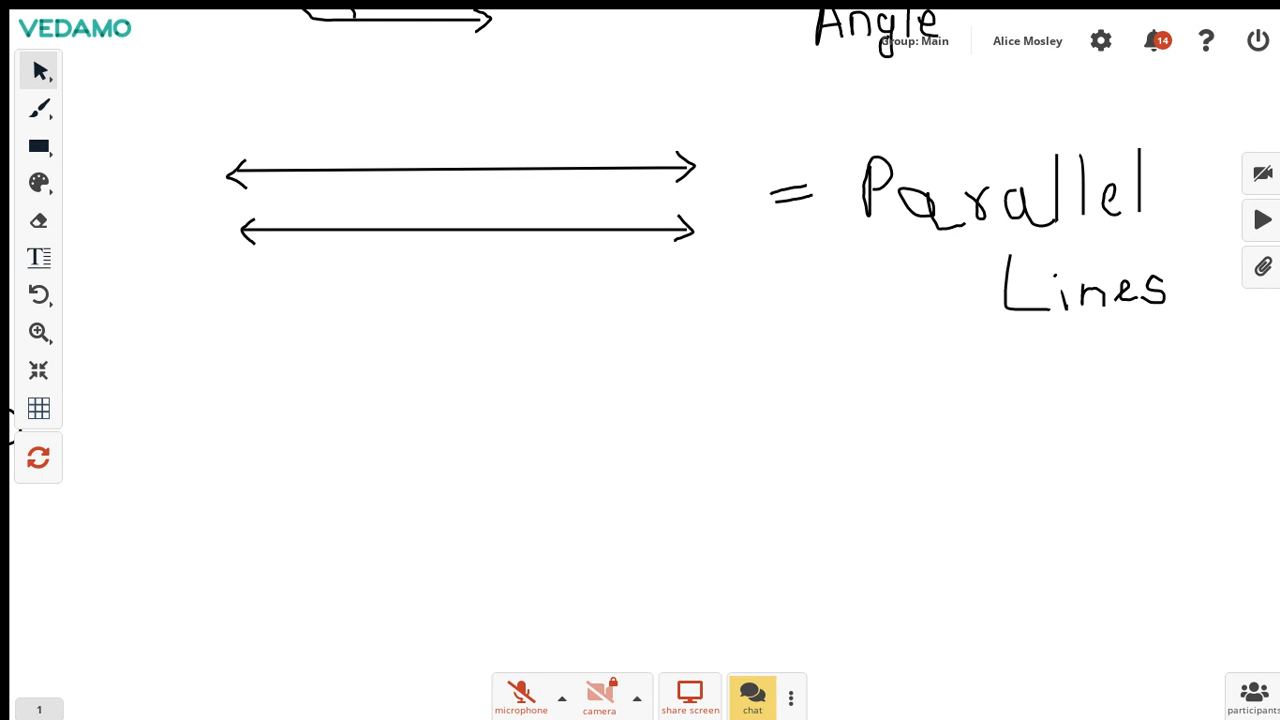 VEDAMO
Angle
Group: Main
Alice Mosley
14
= Parallel
Lines
1
microphone
camera
share screen
chat
participants